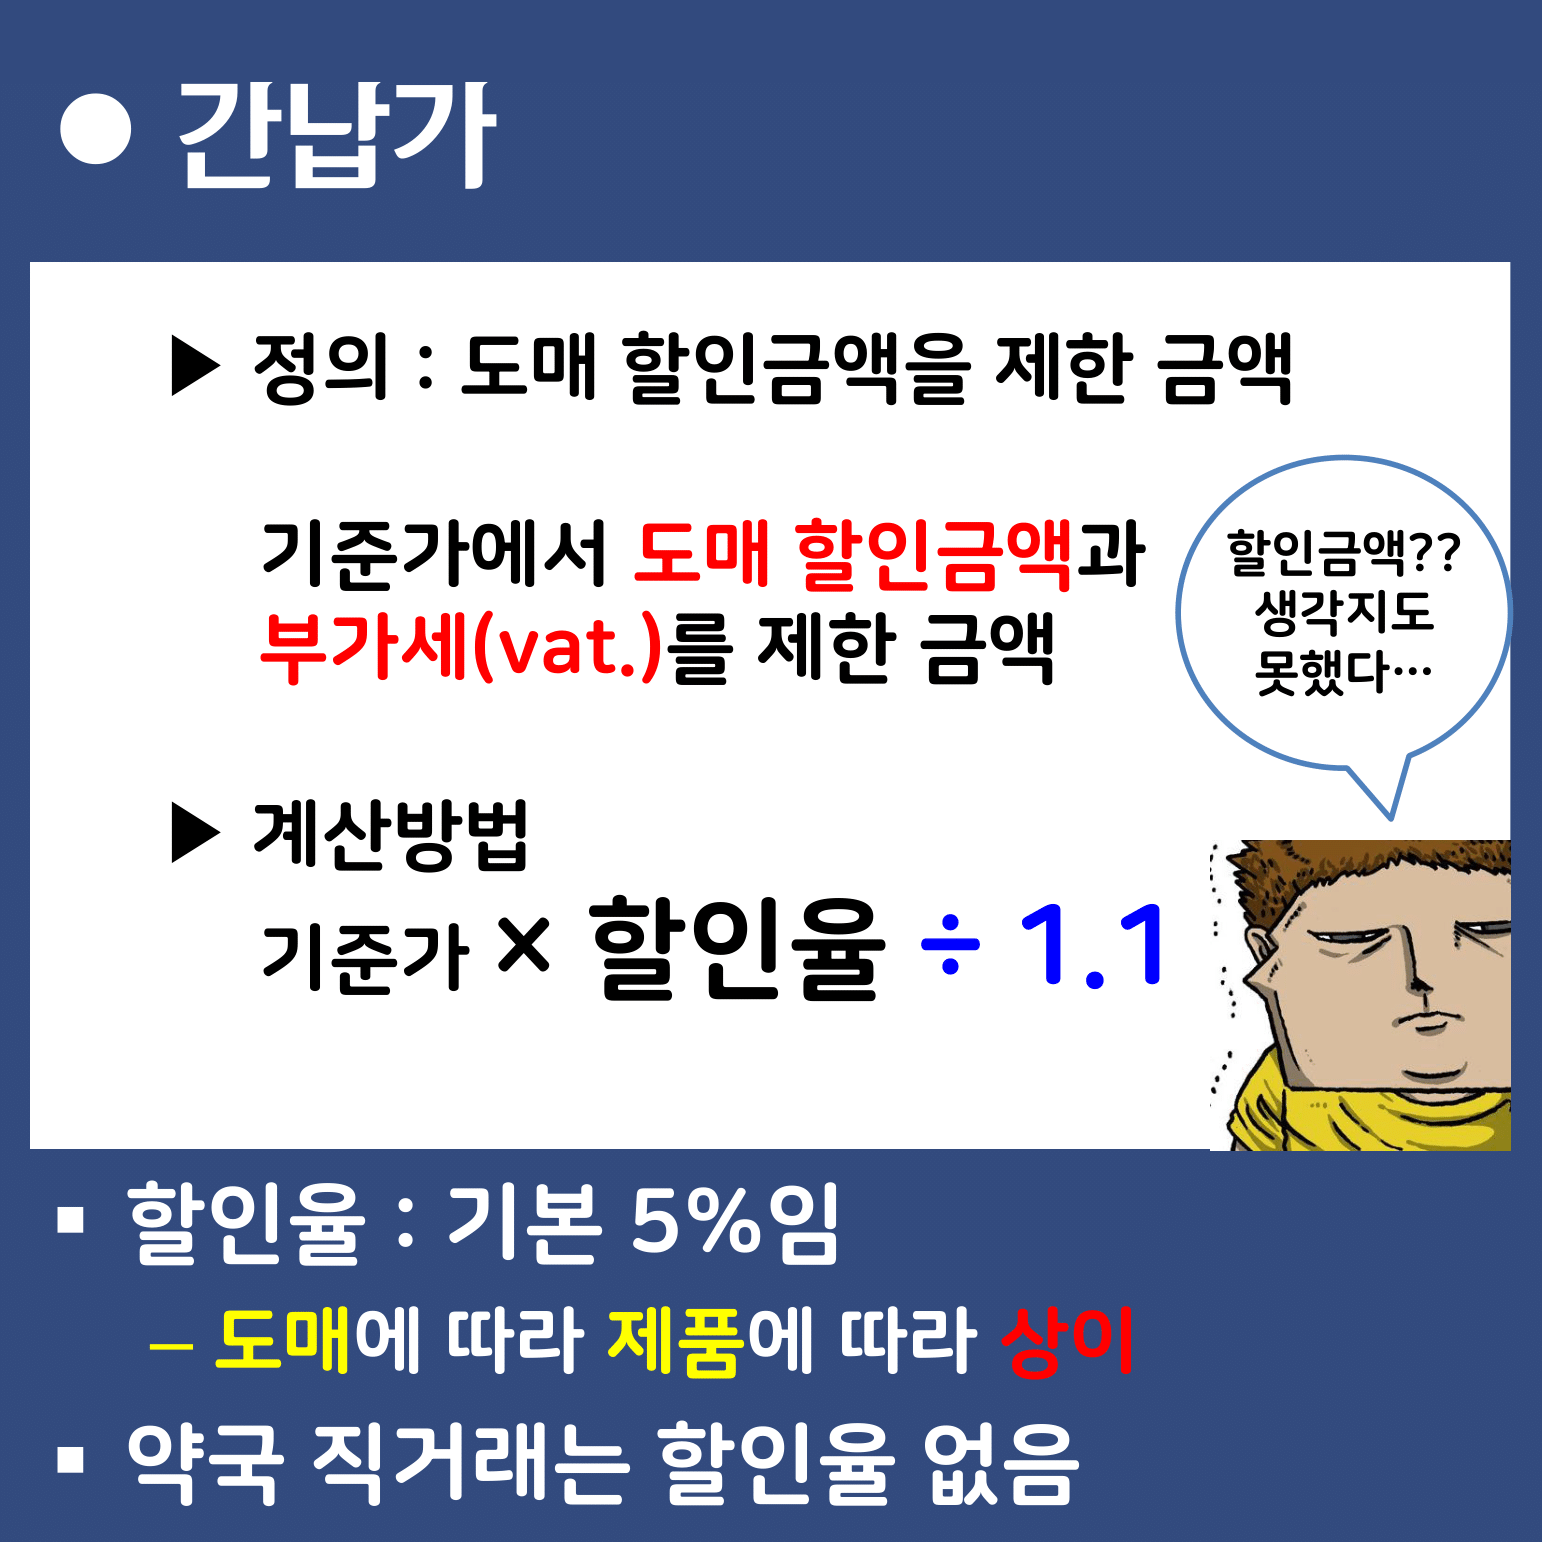 ● 간납가
▶ 정의 : 도매 할인금액을 제한 금액
기준가에서 도매 할인금액과
부가세(vat.)를 제한 금액
할인금액??
생각지도
못했다…
▶ 계산방법
기준가 × 할인율 ÷ 1.1
▪ 할인율 : 기본 5%임
– 도매에 따라 제품에 따라 상이
▪ 약국 직거래는 할인율 없음